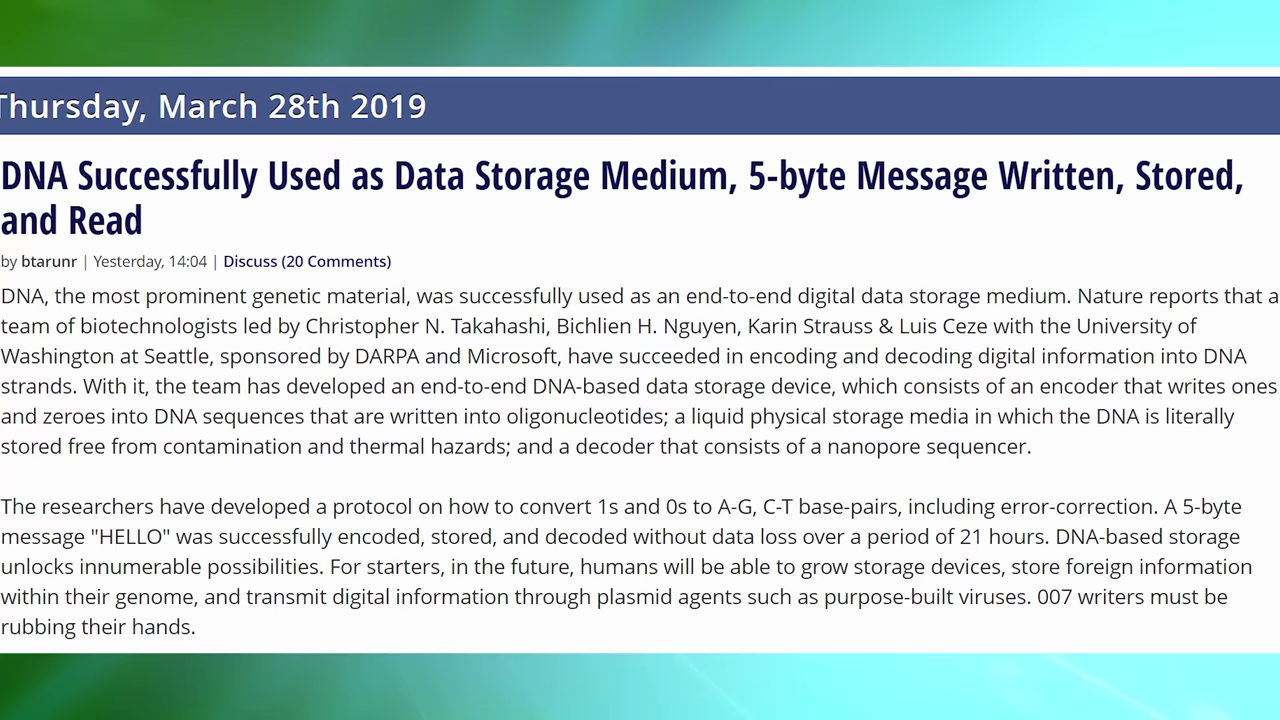 Thursday, March 28th 2019
DNA Successfully Used as Data Storage Medium, 5-byte Message Written, Stored,
and Read
by btarunr | Yesterday, 14:04 | Discuss (20 Comments)
DNA, the most prominent genetic material, was successfully used as an end-to-end digital data storage medium. Nature reports that a
team of biotechnologists led by Christopher N. Takahashi, Bichlien H. Nguyen, Karin Strauss & Luis Ceze with the University of
Washington at Seattle, sponsored by DARPA and Microsoft, have succeeded in encoding and decoding digital information into DNA
strands. With it, the team has developed an end-to-end DNA-based data storage device, which consists of an encoder that writes ones
and zeroes into DNA sequences that are written into oligonucleotides; a liquid physical storage media in which the DNA is literally
stored free from contamination and thermal hazards; and a decoder that consists of a nanopore sequencer.
The researchers have developed a protocol on how to convert 1s and 0s to A-G, C-T base-pairs, including error-correction. A 5-byte
message "HELLO" was successfully encoded, stored, and decoded without data loss over a period of 21 hours. DNA-based storage
unlocks innumerable possibilities. For starters, in the future, humans will be able to grow storage devices, store foreign information
within their genome, and transmit digital information through plasmid agents such as purpose-built viruses. 007 writers must be
rubbing their hands.